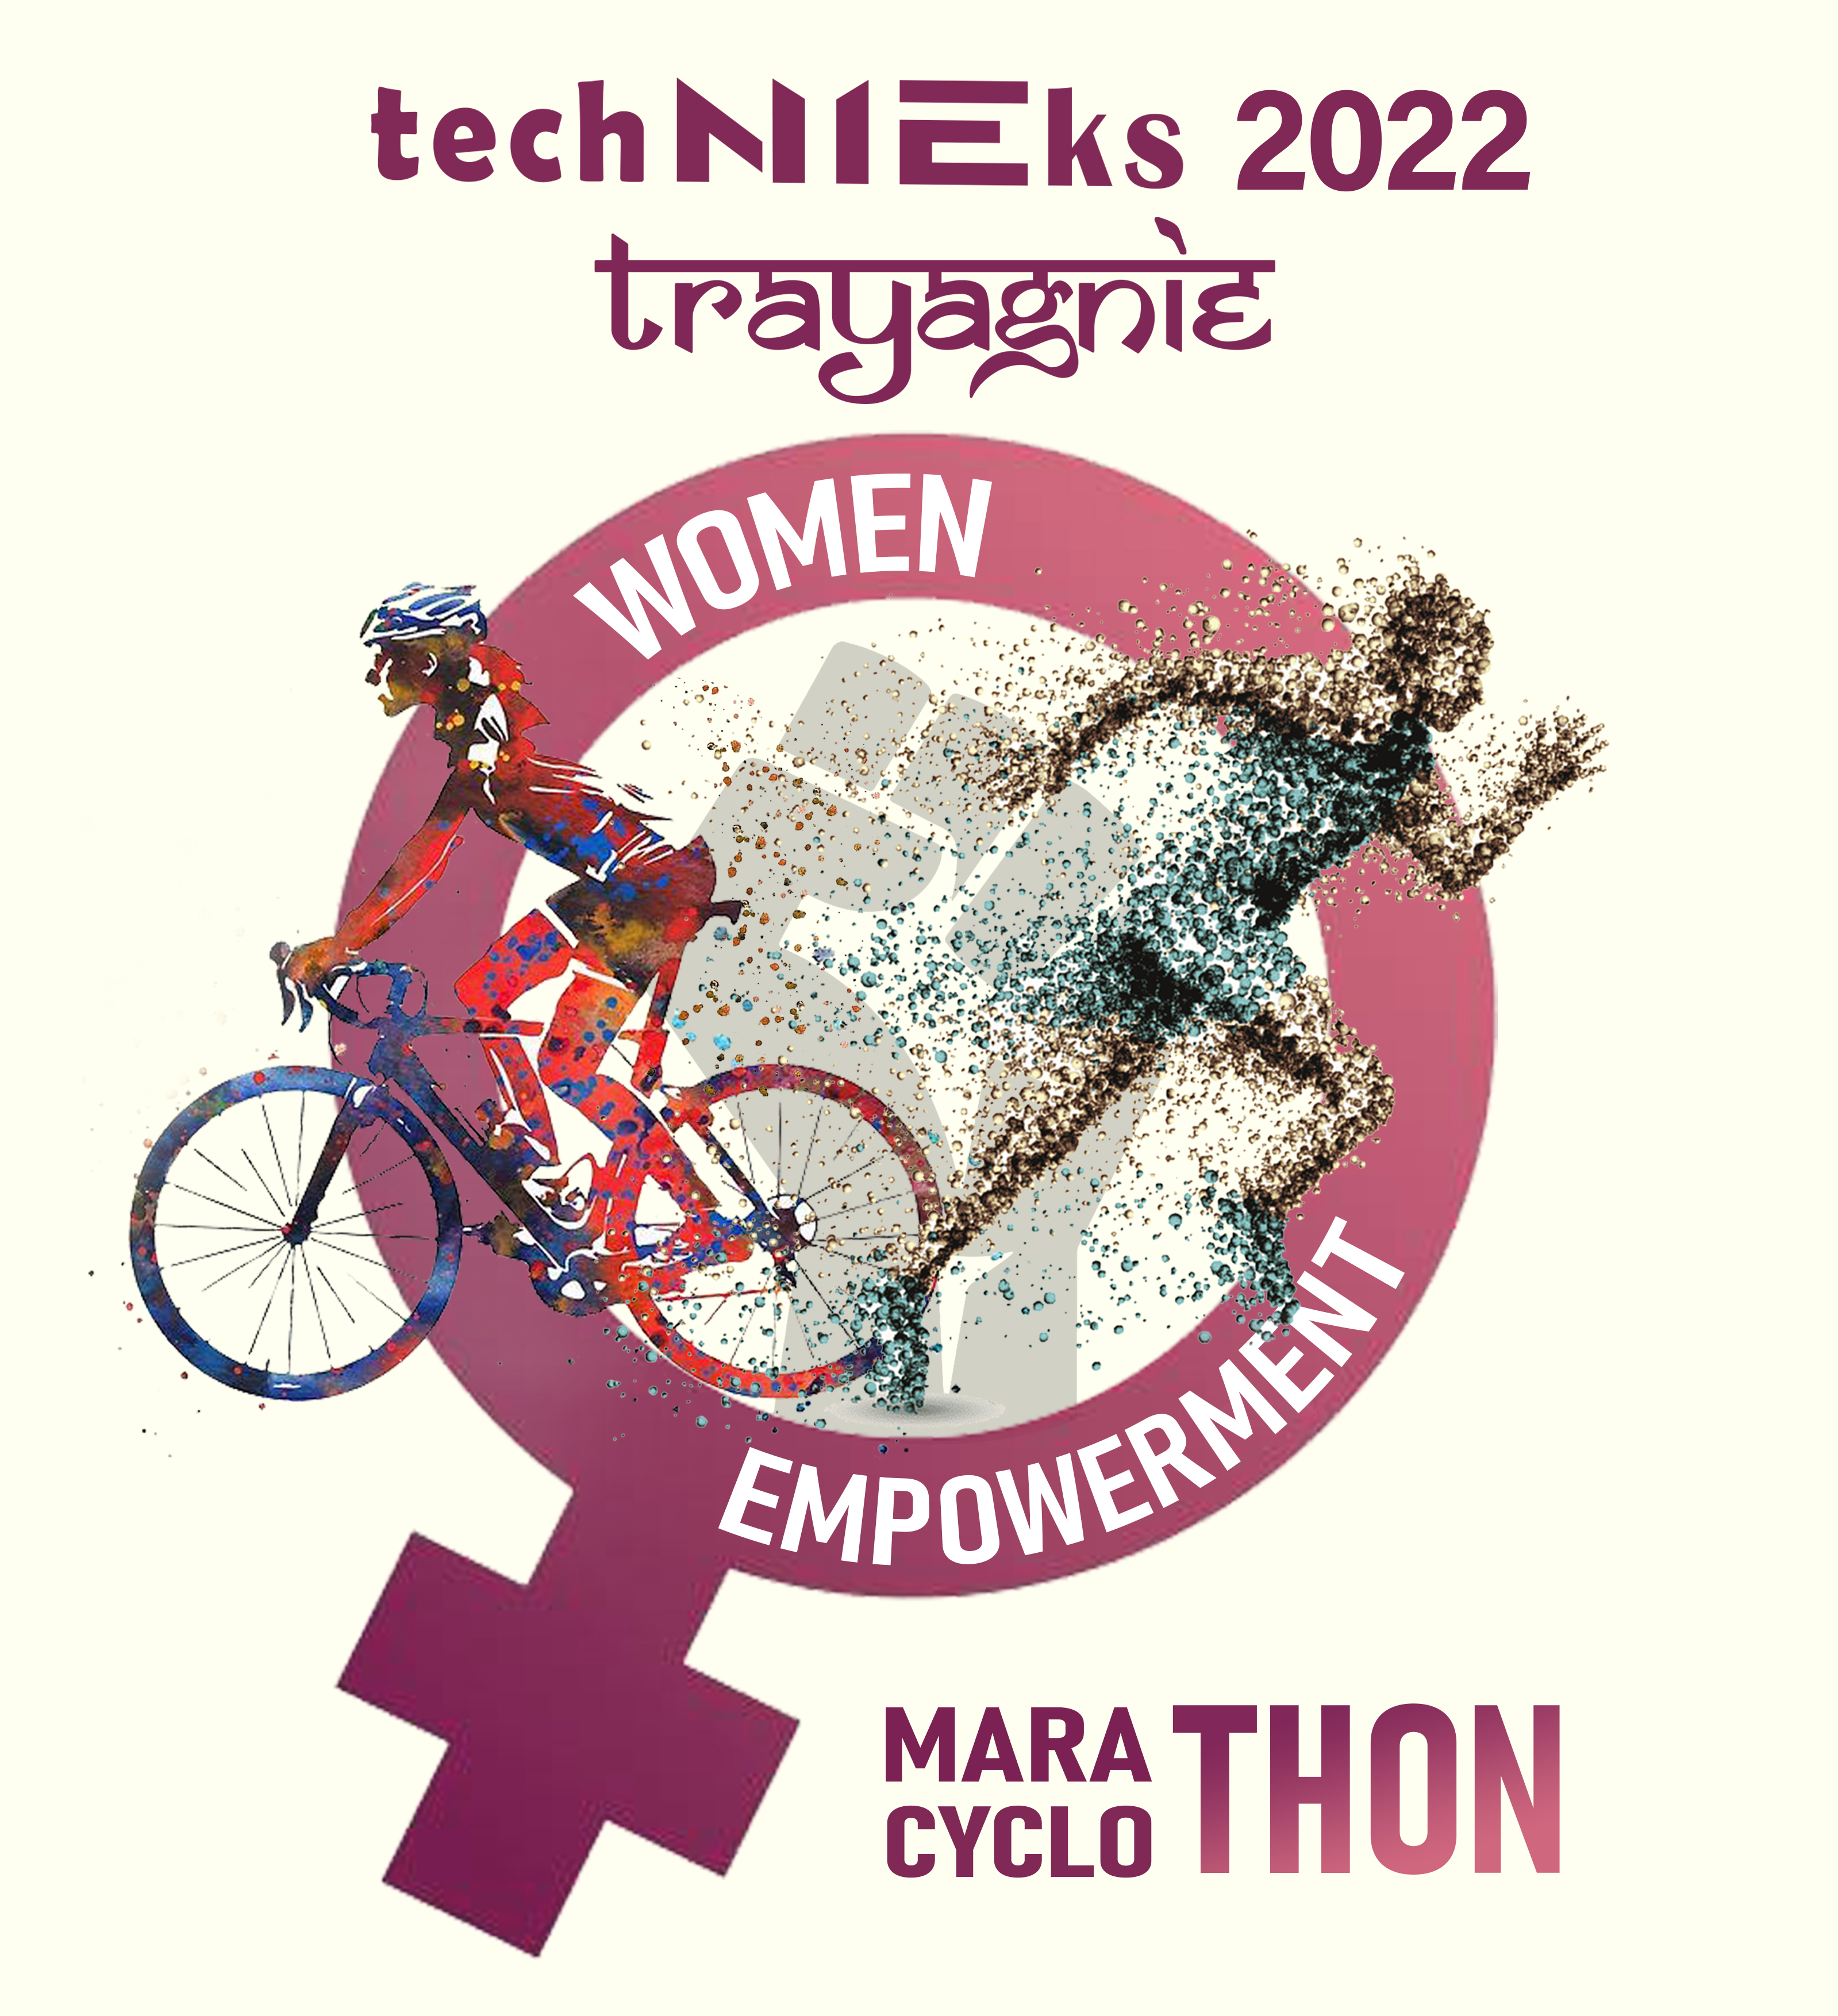 techNIEks 2022
trayagnie
WOMEN
EMPOWERMENT
MARA THON
CYCLO